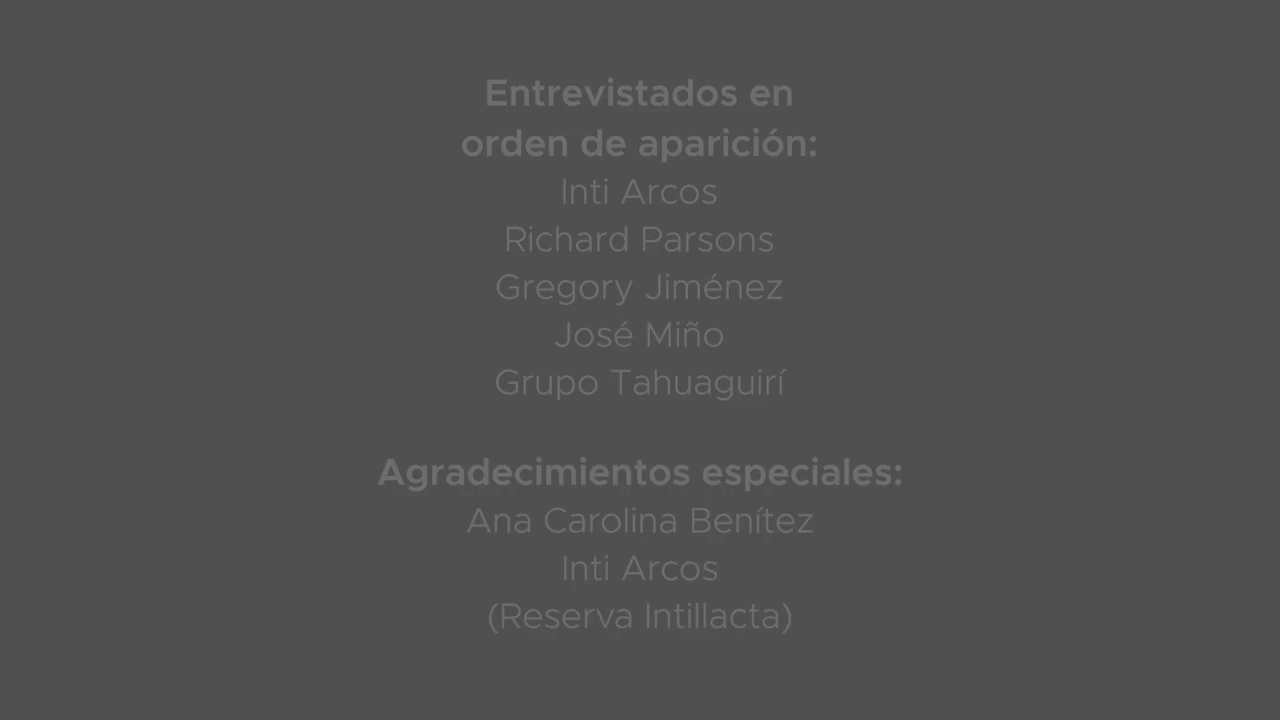 Entrevistados en
orden de aparición:
Inti Arcos
Richard Parsons
Gregory Jiménez
José Miño
Grupo Tahuaguirí
Agradecimientos especiales:
Ana Carolina Benítez
Inti Arcos
(Reserva Intillacta)